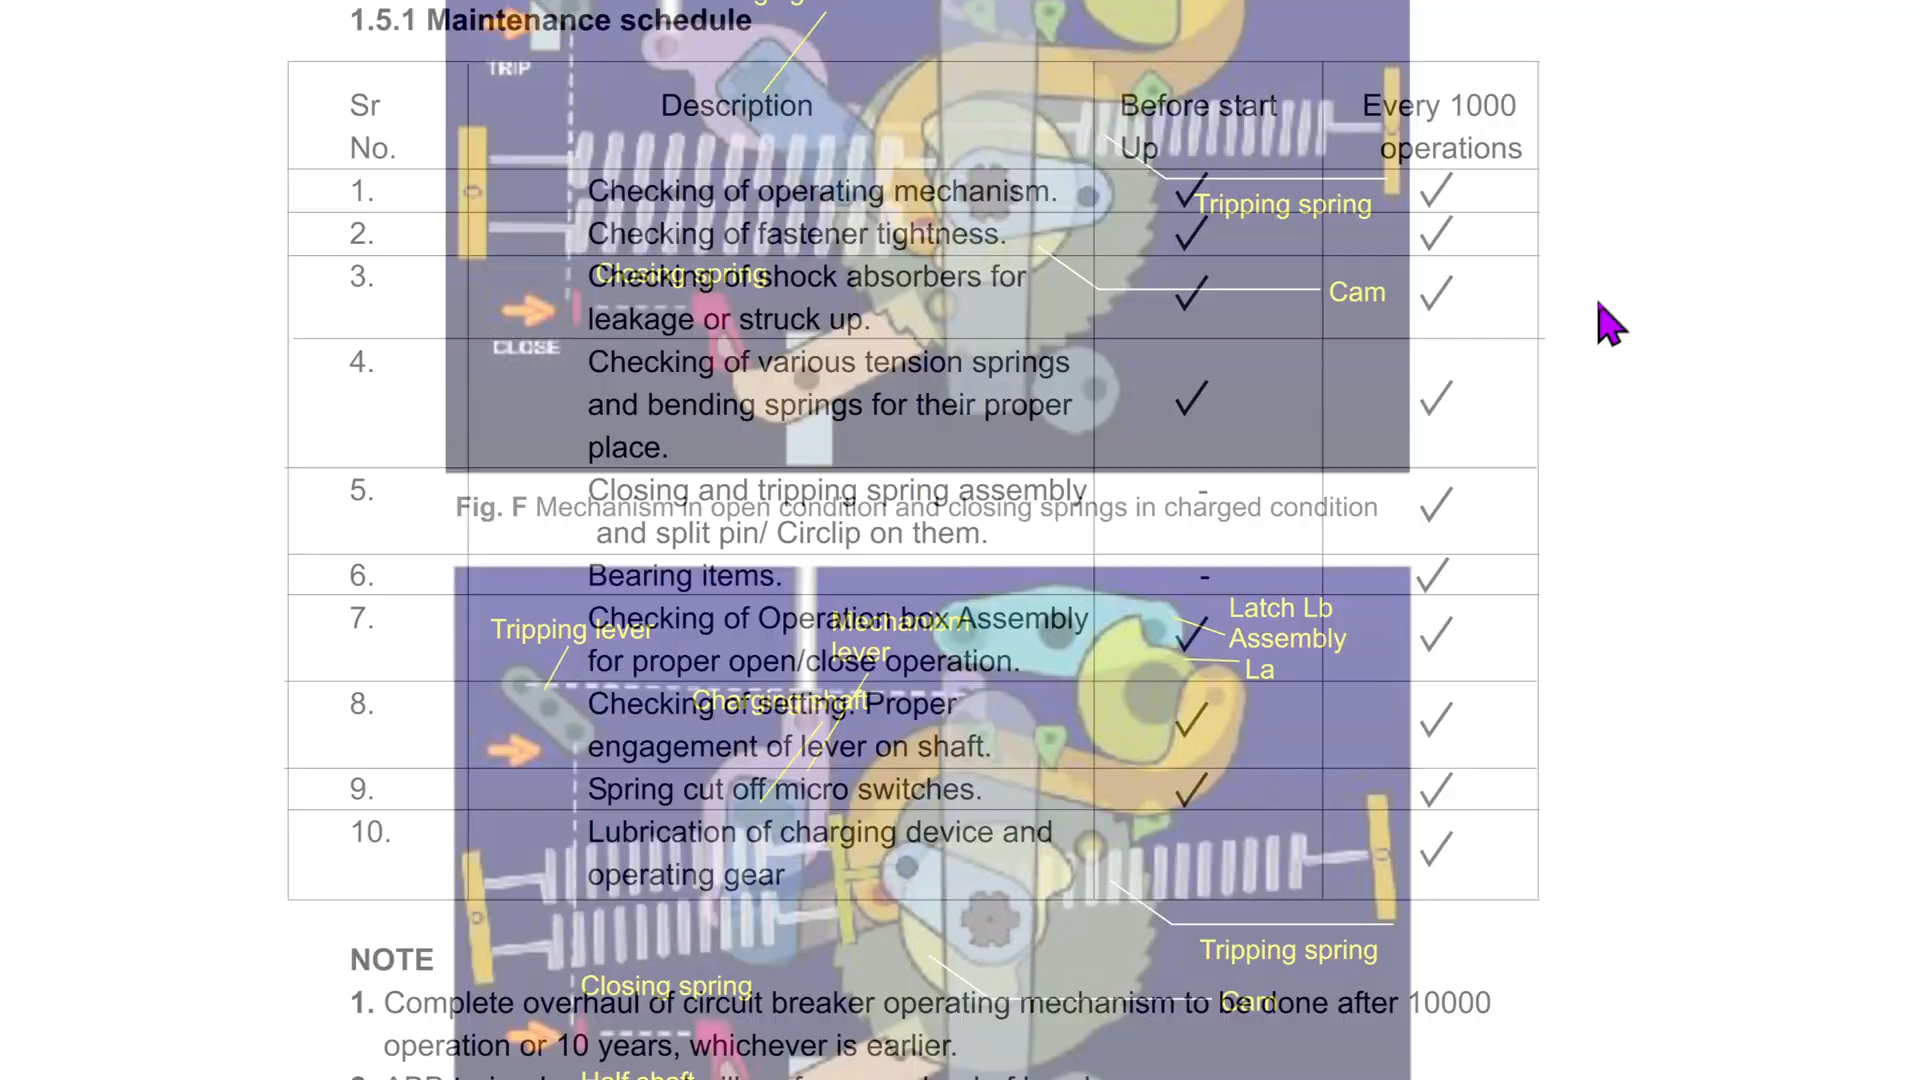 1.5.1 Maintenance schedule
TRIP
Sr No.
Description
Before start Up
Every 1000 operations
1. Checking of operating mechanism. ✓ ✓
Tripping spring
2. Checking of fastener tightness. ✓ ✓
Closing spring
3. Checking of shock absorbers for ✓ ✓
leakage or struck up.
Cam
CLOSE
4. Checking of various tension springs
and bending springs for their proper ✓ ✓
place.
5. Closing and tripping spring assembly - ✓
and split pin/ Circlip on them.
Fig. F Mechanism in open condition and closing springs in charged condition
6. Bearing items. - ✓
7. Checking of Operation box Assembly ✓ ✓
for proper open/close operation.
Tripping lever
Mechanism
lever
Latch Lb
Assembly
La
Charging shaft
8. Checking of setting. Proper ✓ ✓
engagement of lever on shaft.
9. Spring cut off micro switches. ✓ ✓
10. Lubrication of charging device and ✓
operating gear
Tripping spring
Closing spring
Cam
NOTE
1. Complete overhaul of circuit breaker operating mechanism to be done after 10000
operation or 10 years, whichever is earlier.
Half shaft